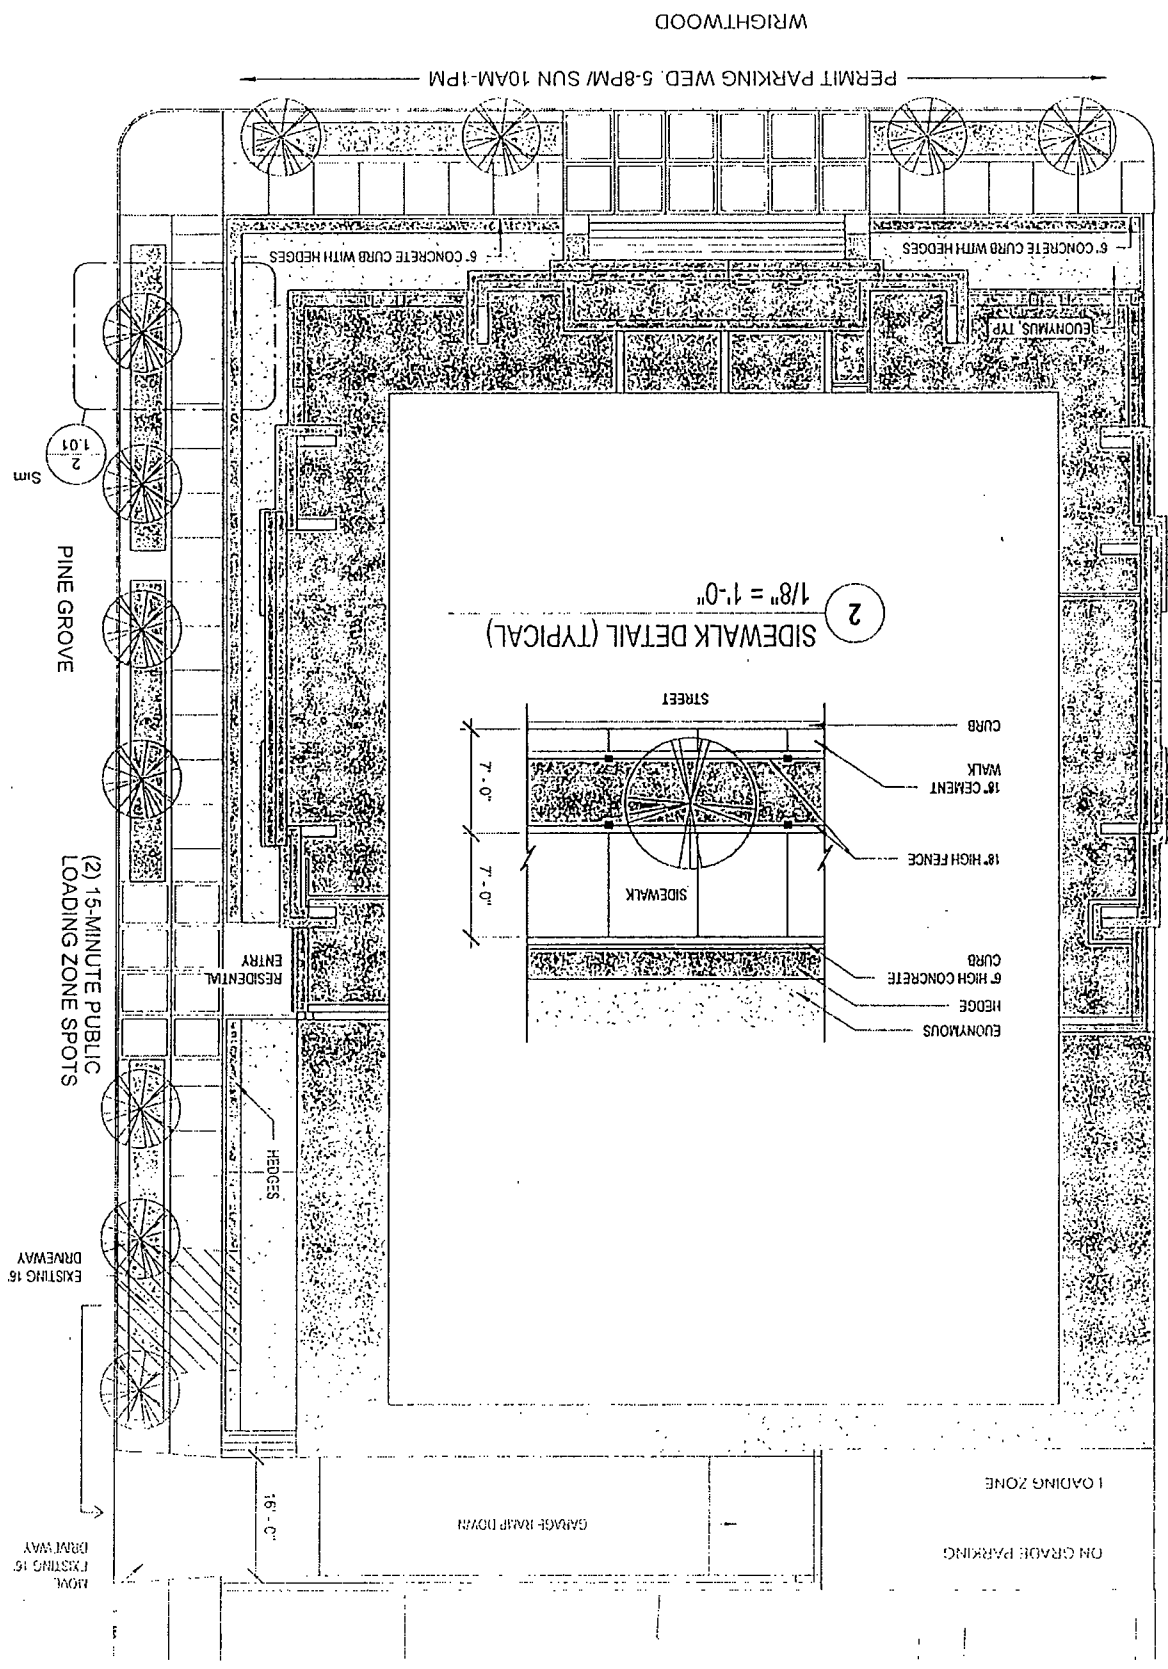 WRIGHTWOOD
PERMIT PARKING WED. 5-8PM/ SUN 10AM-1PM
6" CONCRETE CURB WITH HEDGES
6" CONCRETE CURB WITH HEDGES
EUONYMUS, TYP
2
1.01
Sim
PINE GROVE
2
SIDEWALK DETAIL (TYPICAL)
1/8" = 1'-0"
STREET
CURB
18" CEMENT
WALK
18" HIGH FENCE
SIDEWALK
6" HIGH CONCRETE
CURB
HEDGE
EUONYMOUS
7' - 0"
7' - 0"
(2) 15-MINUTE PUBLIC
LOADING ZONE SPOTS
RESIDENTIAL
ENTRY
HEDGES
EXISTING 16'
DRIVEWAY
MOVE
EXISTING 16'
DRIVEWAY
16' - 0"
GARAGE RAMP DOWN
LOADING ZONE
ON GRADE PARKING